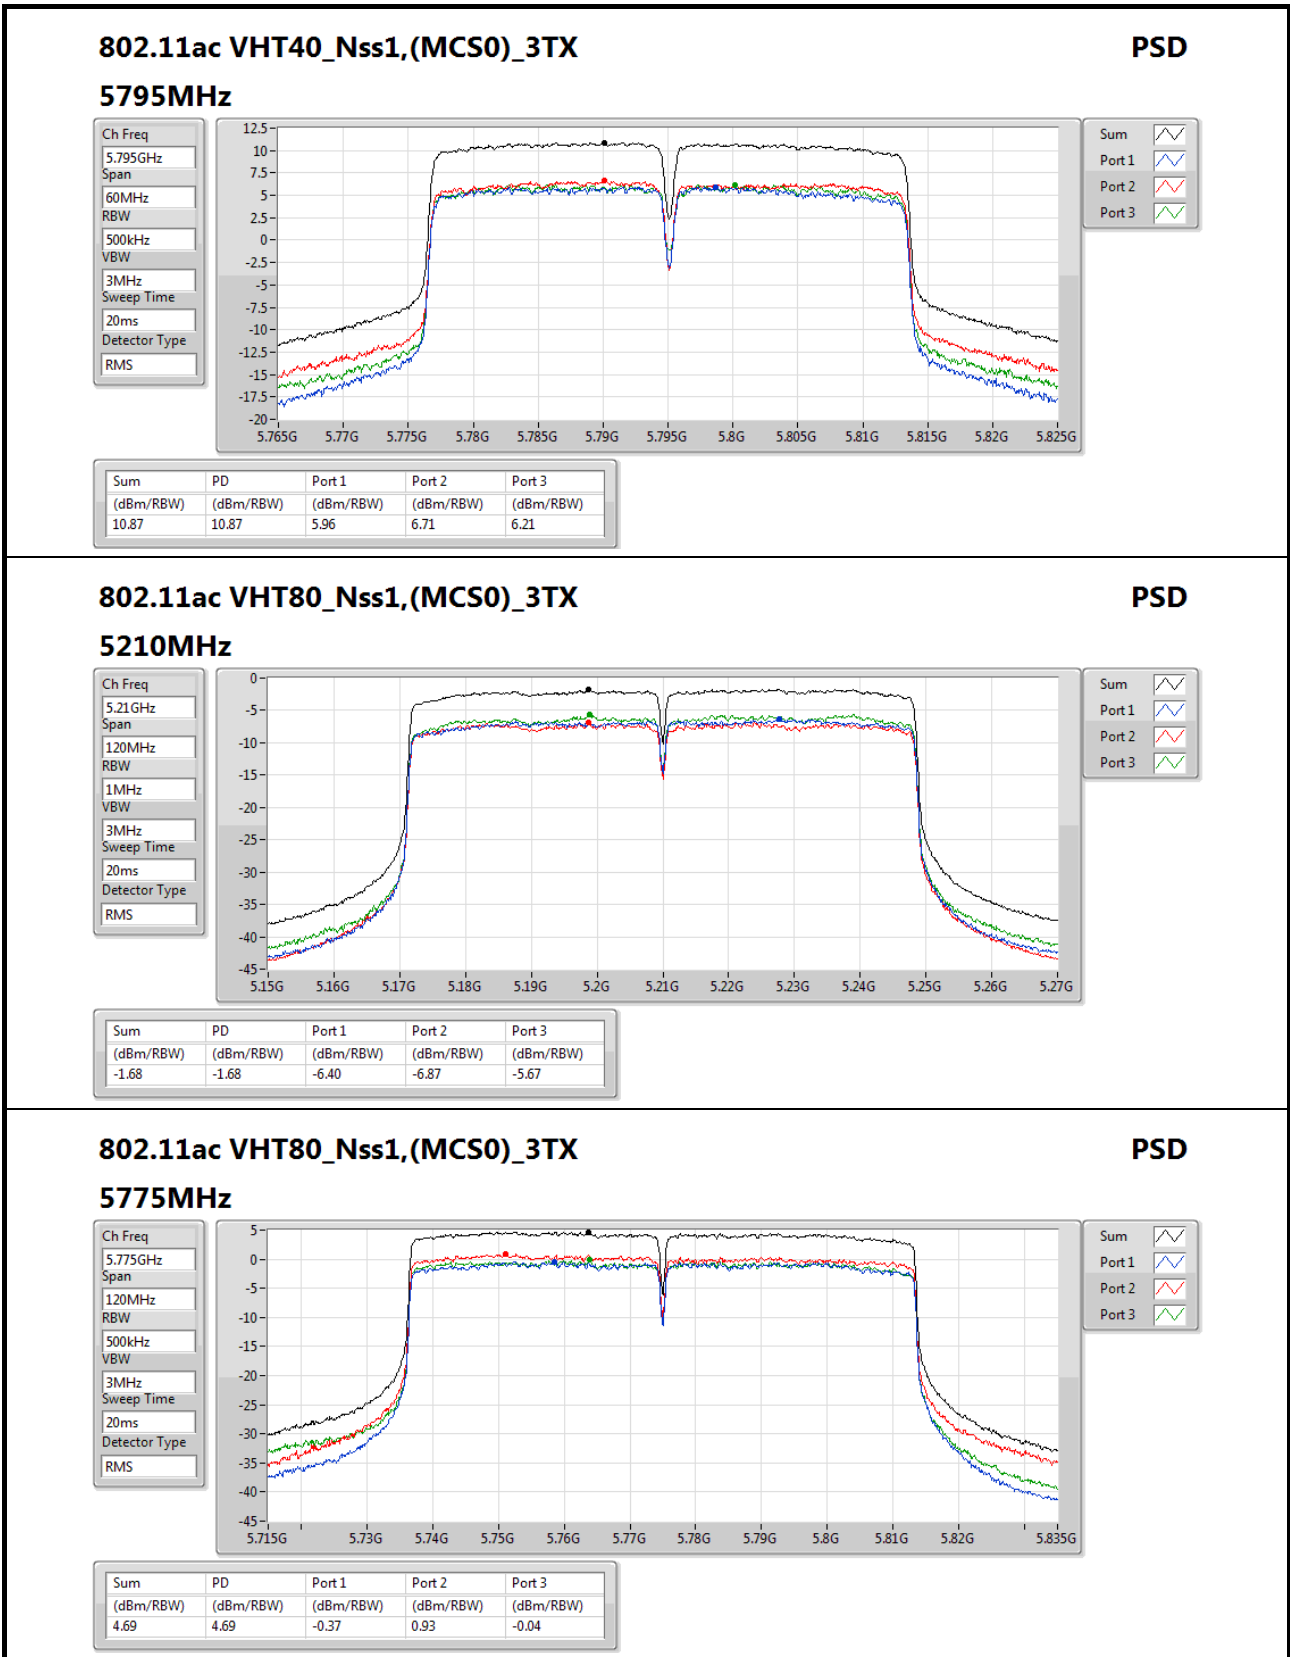 802.11ac VHT40_Nss1,(MCS0)_3TX PSD
5795MHz
Ch Freq
5.795GHz
Span
60MHz
RBW
500kHz
VBW
3MHz
Sweep Time
20ms
Detector Type
RMS
12.5
10
7.5
5
2.5
0
-2.5
-5
-7.5
-10
-12.5
-15
-17.5
-20
5.765G 5.77G 5.775G 5.78G 5.785G 5.79G 5.795G 5.8G 5.805G 5.81G 5.815G 5.82G 5.825G
Sum
Port 1
Port 2
Port 3
Sum PD Port 1 Port 2 Port 3
(dBm/RBW) (dBm/RBW) (dBm/RBW) (dBm/RBW) (dBm/RBW)
10.87 10.87 5.96 6.71 6.21
802.11ac VHT80_Nss1,(MCS0)_3TX PSD
5210MHz
Ch Freq
5.21GHz
Span
120MHz
RBW
1MHz
VBW
3MHz
Sweep Time
20ms
Detector Type
RMS
0
-5
-10
-15
-20
-25
-30
-35
-40
-45
5.15G 5.16G 5.17G 5.18G 5.19G 5.2G 5.21G 5.22G 5.23G 5.24G 5.25G 5.26G 5.27G
Sum
Port 1
Port 2
Port 3
Sum PD Port 1 Port 2 Port 3
(dBm/RBW) (dBm/RBW) (dBm/RBW) (dBm/RBW) (dBm/RBW)
-1.68 -1.68 -6.40 -6.87 -5.67
802.11ac VHT80_Nss1,(MCS0)_3TX PSD
5775MHz
Ch Freq
5.775GHz
Span
120MHz
RBW
500kHz
VBW
3MHz
Sweep Time
20ms
Detector Type
RMS
5
0
-5
-10
-15
-20
-25
-30
-35
-40
-45
5.715G 5.73G 5.74G 5.75G 5.76G 5.77G 5.78G 5.79G 5.8G 5.81G 5.82G 5.835G
Sum
Port 1
Port 2
Port 3
Sum PD Port 1 Port 2 Port 3
(dBm/RBW) (dBm/RBW) (dBm/RBW) (dBm/RBW) (dBm/RBW)
4.69 4.69 -0.37 0.93 -0.04